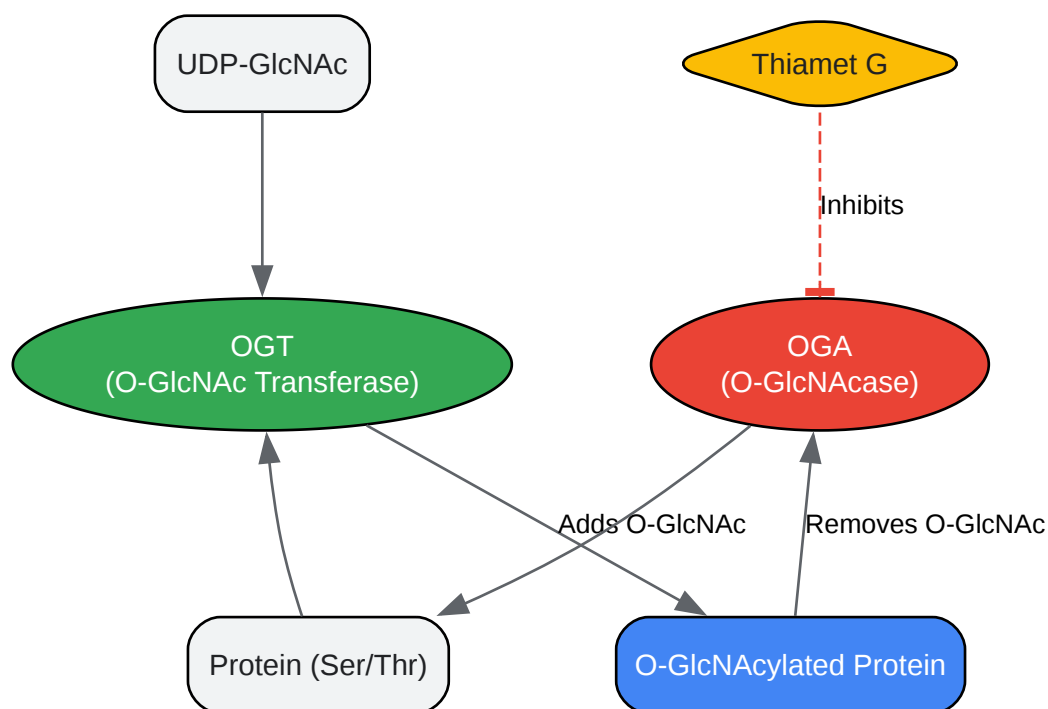 UDP-GlcNAc
Thiamet G
Inhibits
OGT
(O-GlcNAc Transferase)
OGA
(O-GlcNAcase)
Adds O-GlcNAc
Removes O-GlcNAc
Protein (Ser/Thr)
O-GlcNAcylated Protein